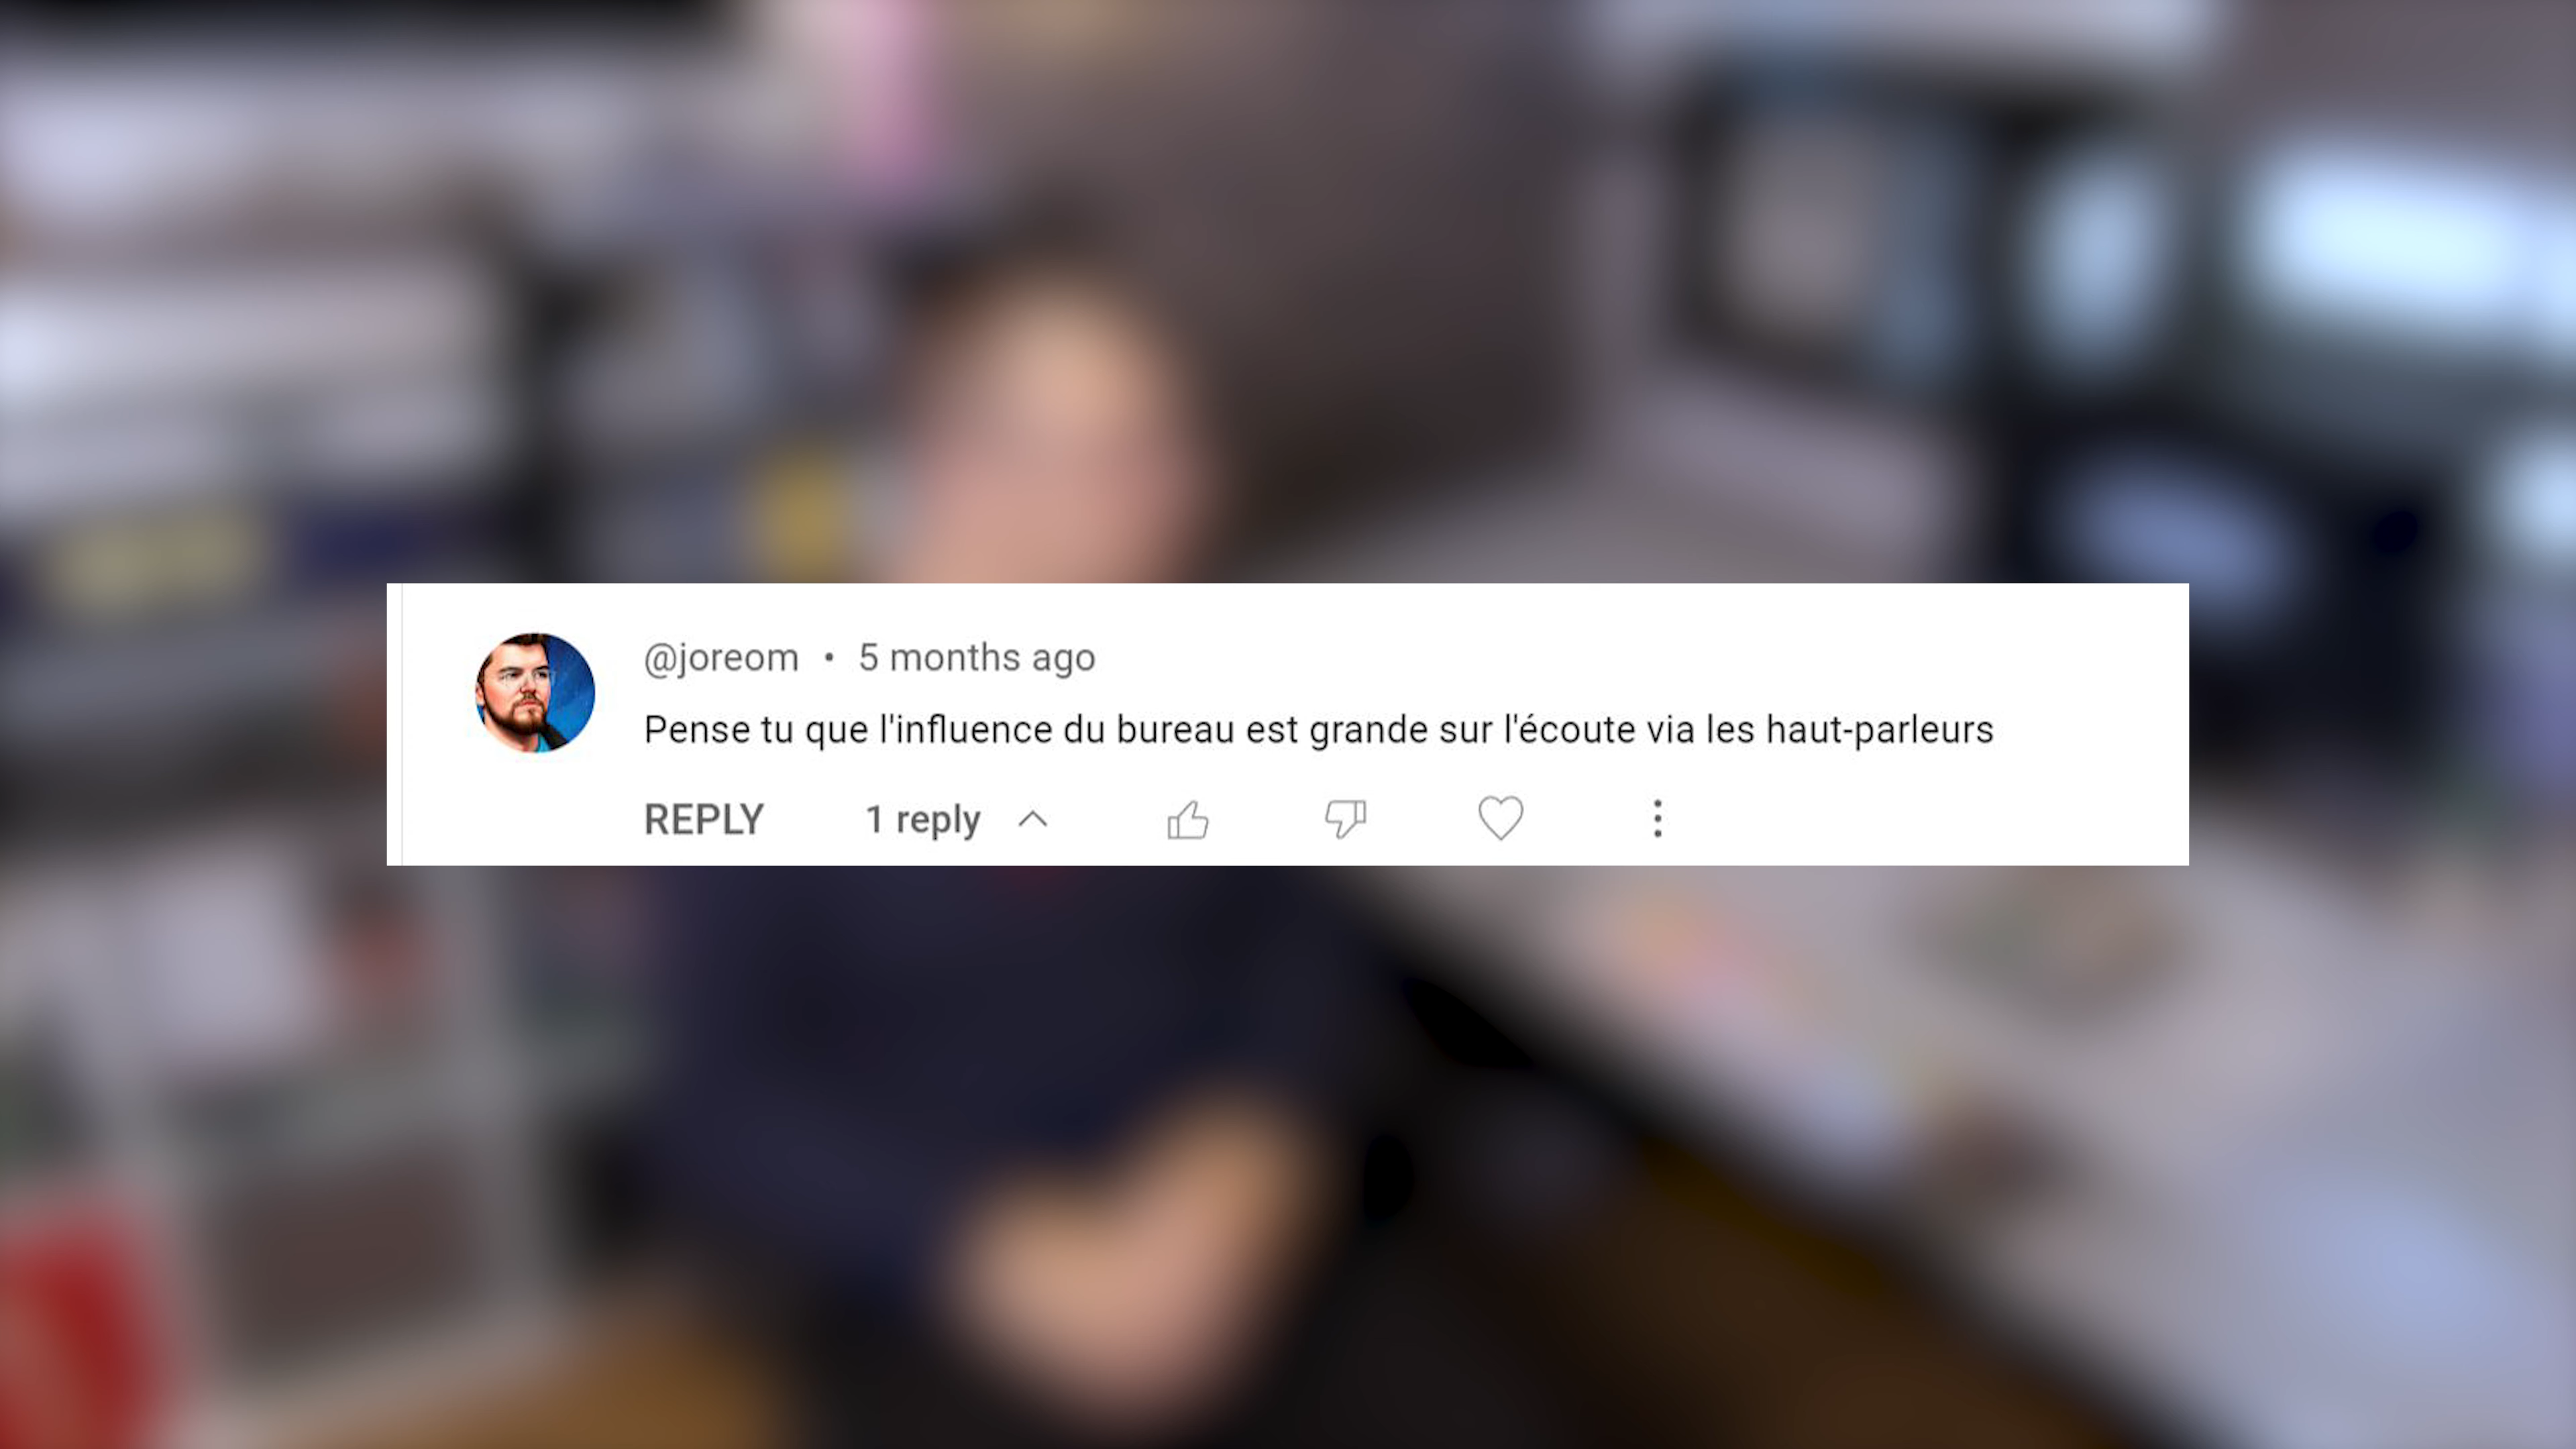 @joreom • 5 months ago
Pense tu que l'influence du bureau est grande sur l'écoute via les haut-parleurs
REPLY 1 reply